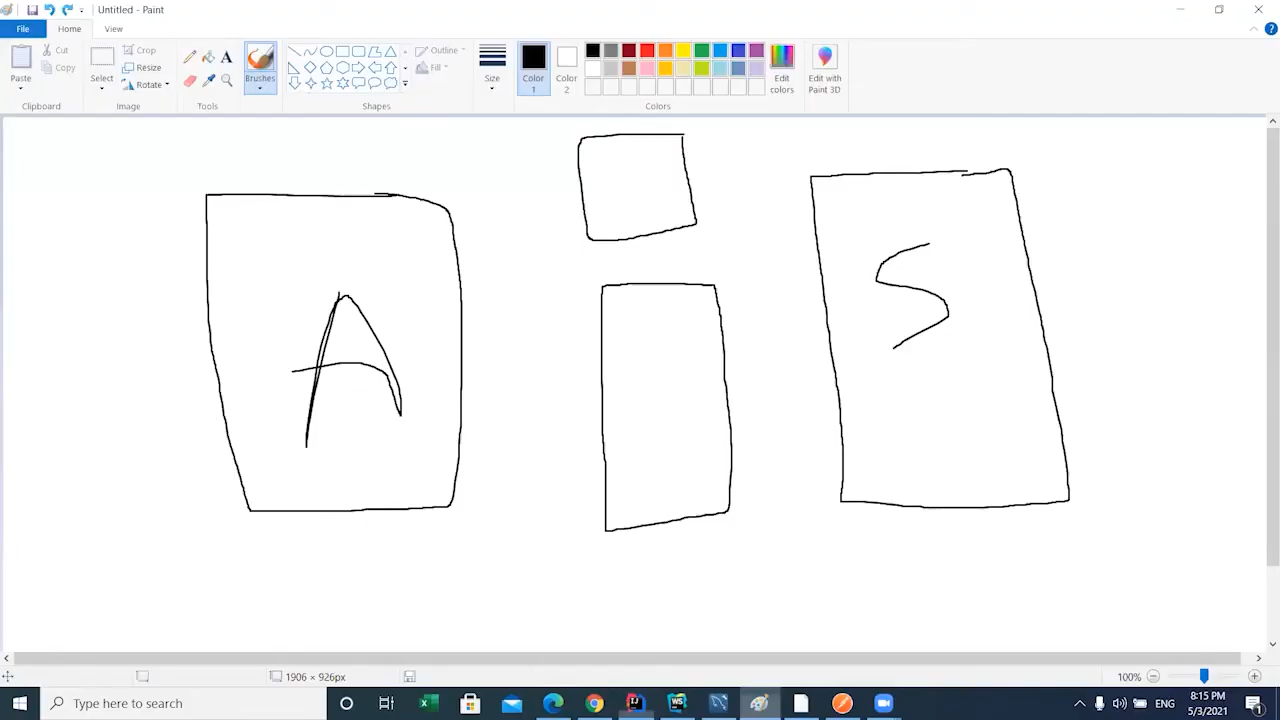 Untitled - Paint
File
Home
View
Paste
Cut
Copy
Clipboard
Select
Crop
Resize
Rotate
Image
A
Tools
Brushes
Shapes
Outline
Fill
Size
Color 1
Color 2
Edit colors
Colors
Edit with Paint 3D
A
S
1906 × 926px
100%
Type here to search
IJ
WS
ENG
8:15 PM
5/3/2021